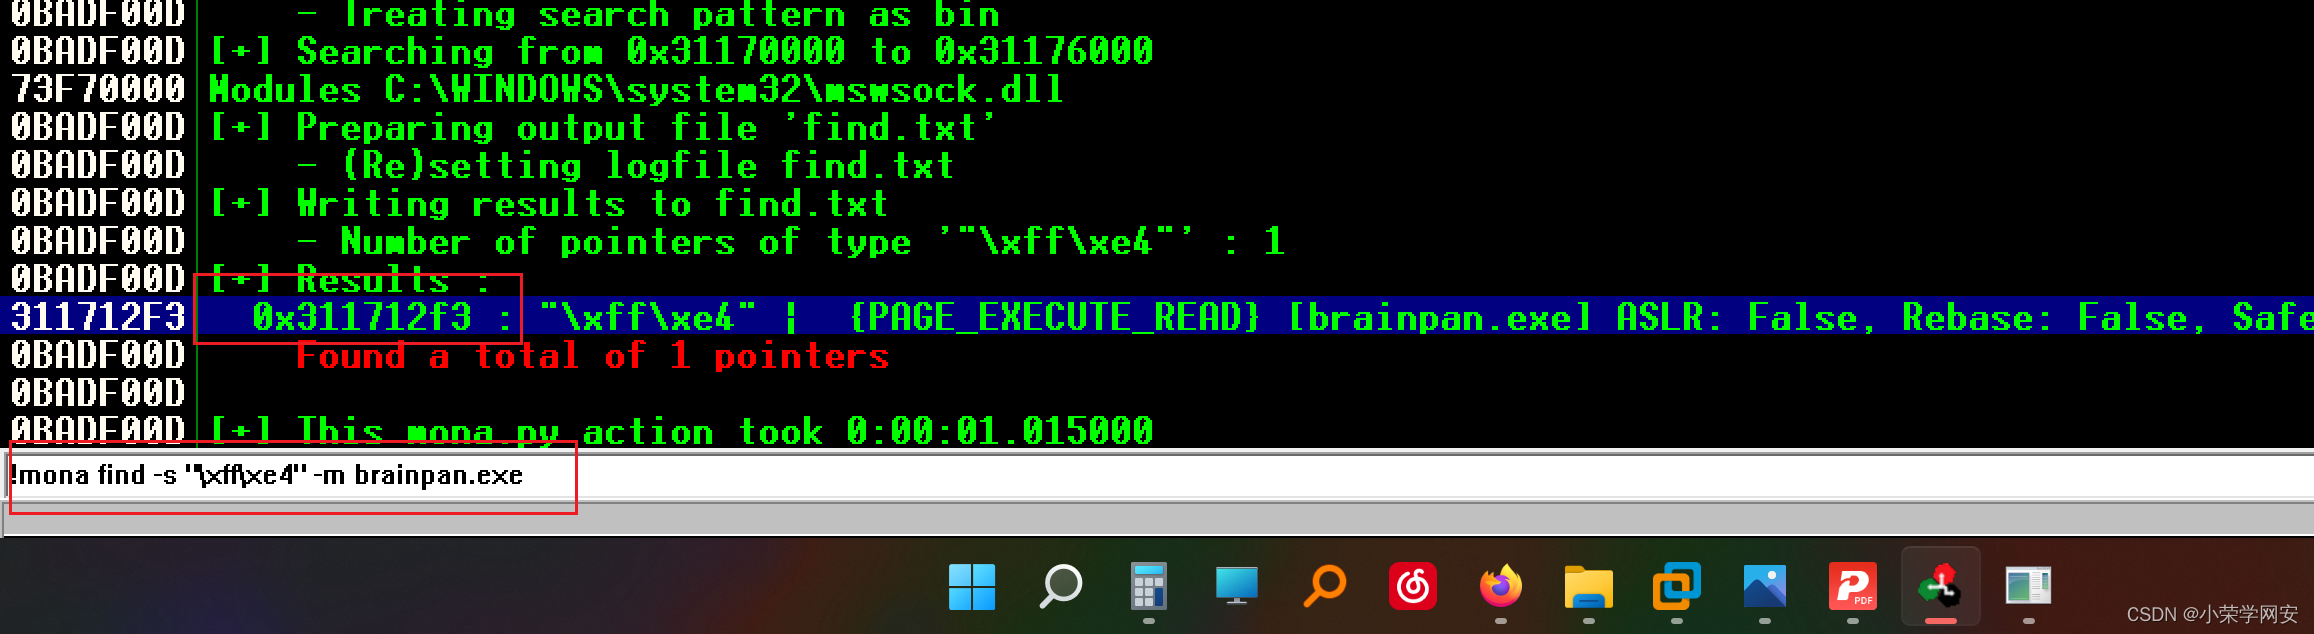 0BADF00D - Treating search pattern as bin
0BADF00D [+] Searching from 0x31170000 to 0x31176000
73F70000 Modules C:\WINDOWS\system32\mswsock.dll
0BADF00D [+] Preparing output file 'find.txt'
0BADF00D - (Re)setting logfile find.txt
0BADF00D [+] Writing results to find.txt
0BADF00D - Number of pointers of type '"\xff\xe4"' : 1
0BADF00D [+] Results :
311712F3 0x311712f3 : "\xff\xe4" | {PAGE_EXECUTE_READ} [brainpan.exe] ASLR: False, Rebase: False, Safe
0BADF00D Found a total of 1 pointers
0BADF00D
0BADF00D [+] This mona.py action took 0:00:01.015000
!mona find -s "\xff\xe4" -m brainpan.exe
PDF
CSDN @小荣学网安